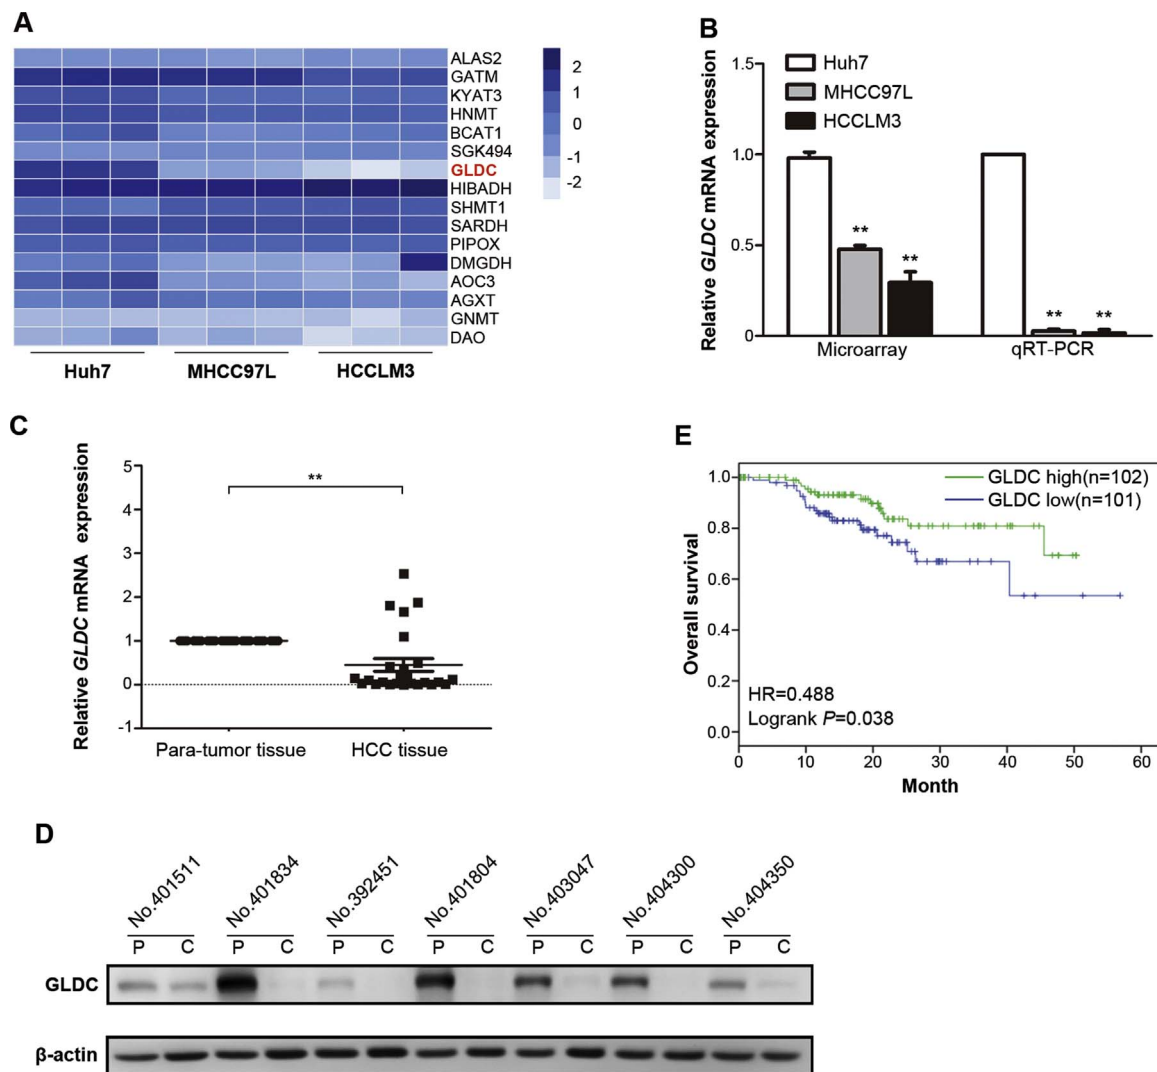 A
ALAS2
GATM
KYAT3
HNMT
BCAT1
SGK494
GLDC
HIBADH
SHMT1
SARDH
PIPOX
DMGDH
AOC3
AGXT
GNMT
DAO
2
1
0
-1
-2
Huh7 MHCC97L HCCLM3
B
Relative GLDC mRNA expression
1.5
1.0
0.5
0
Huh7
MHCC97L
HCCLM3
**
**
**
**
Microarray qRT-PCR
C
Relative GLDC mRNA expression
5
4
3
2
1
0
-1
**
Para-tumor tissue HCC tissue
E
Overall survival
1.0
0.8
0.6
0.4
0.2
0.0
GLDC high(n=102)
GLDC low(n=101)
HR=0.488
Logrank P=0.038
0 10 20 30 40 50 60
Month
D
No.401511 No.401834 No.392451 No.401804 No.403047 No.404300 No.404350
P C P C P C P C P C P C P C
GLDC
β-actin